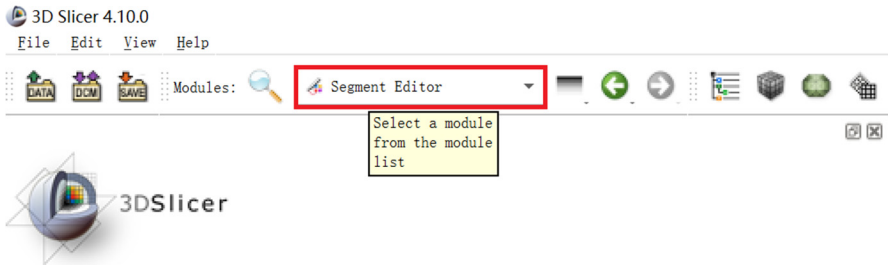 3D Slicer 4.10.0
File Edit View Help
DATA DCM SAVE Modules: Segment Editor
Select a module
from the module
list
3DSlicer